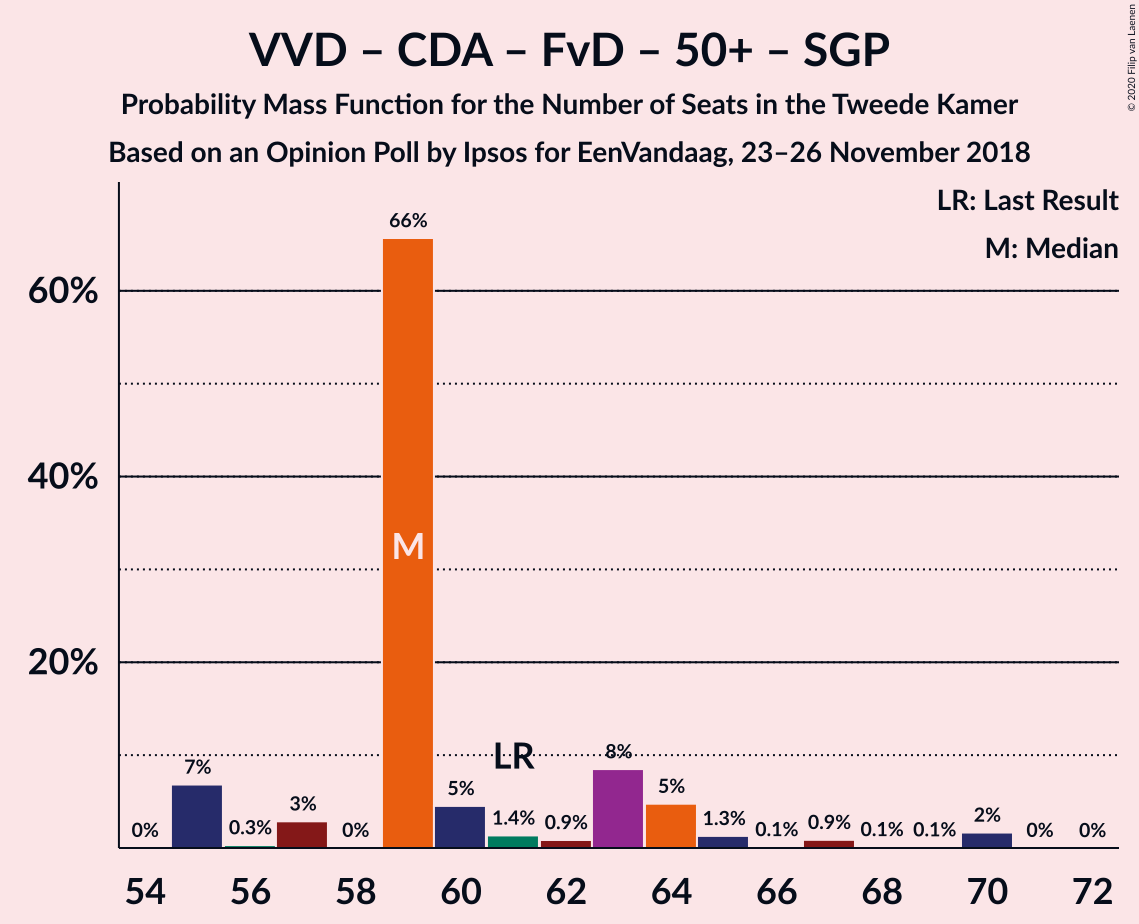 VVD – CDA – FvD – 50+ – SGP
Probability Mass Function for the Number of Seats in the Tweede Kamer
Based on an Opinion Poll by Ipsos for EenVandaag, 23–26 November 2018
© 2020 Filip van Laenen
LR: Last Result
M: Median
60%
40%
20%
0%
7%
0.3%
3%
0%
66%
M
5%
1.4%
LR
0.9%
8%
5%
1.3%
0.1%
0.9%
0.1%
0.1%
2%
0%
0%
54 56 58 60 62 64 66 68 70 72